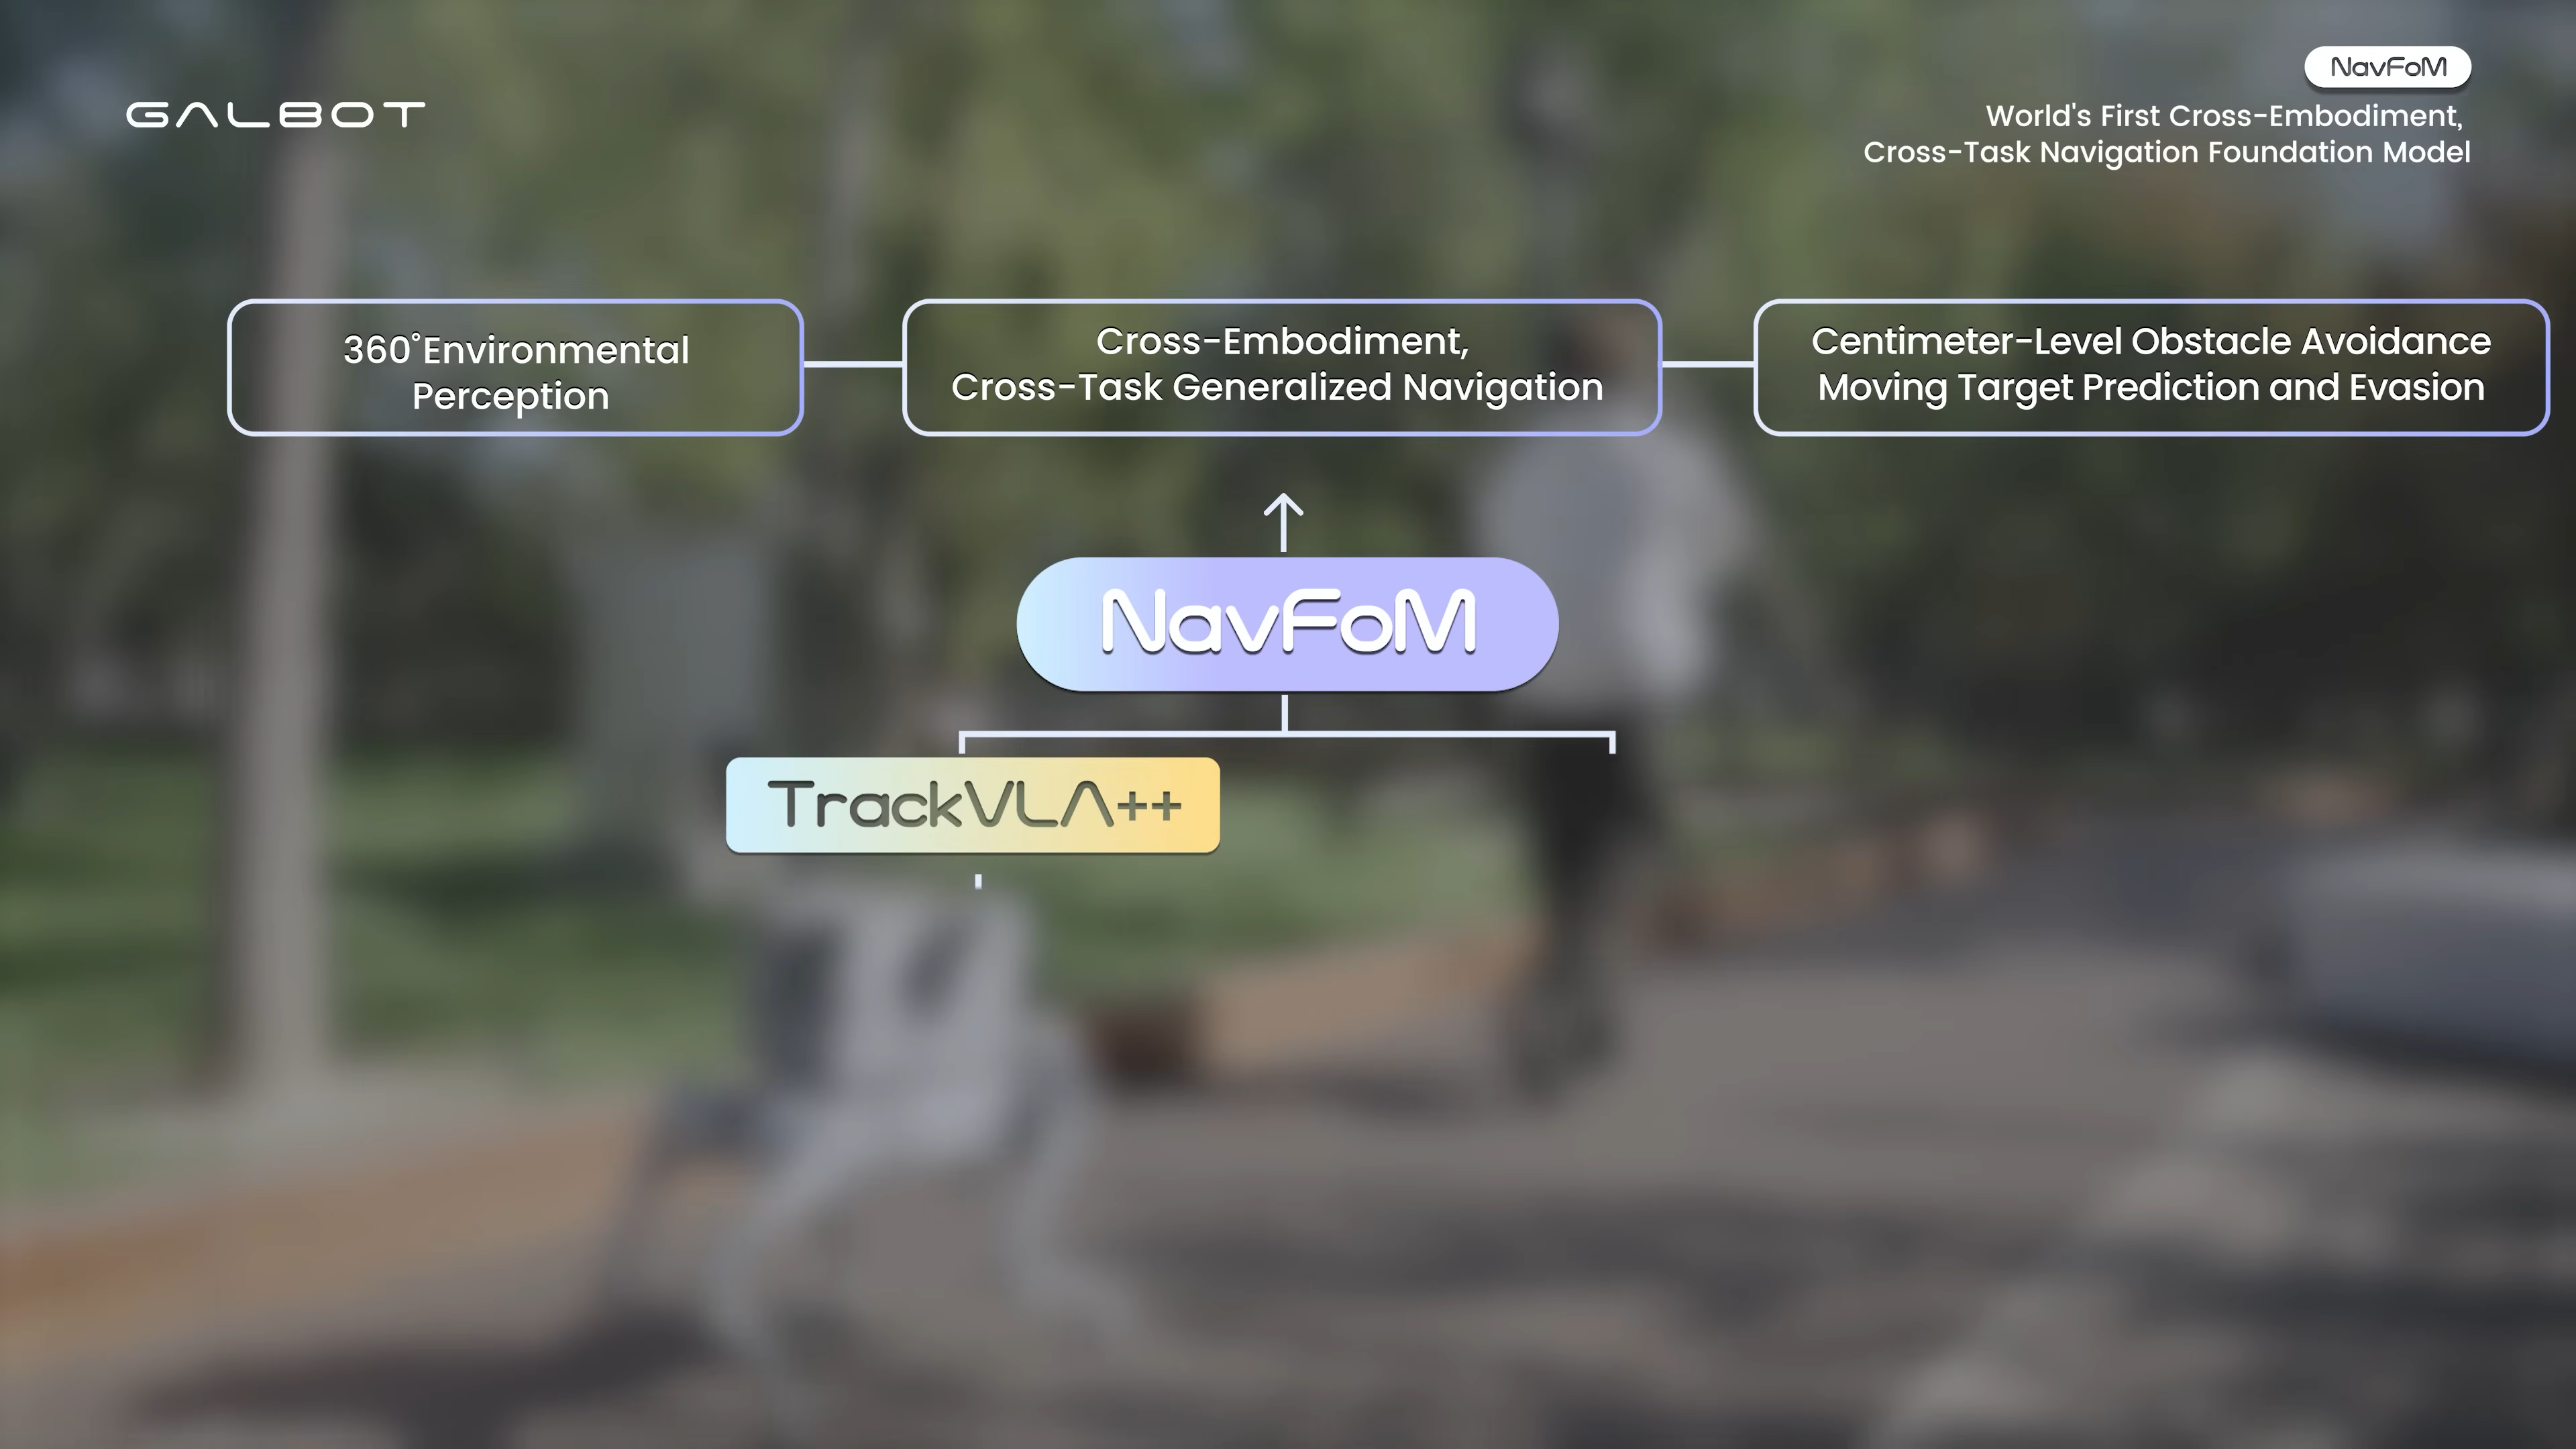 GALBOT
NavFoM
World's First Cross-Embodiment,
Cross-Task Navigation Foundation Model
360°Environmental
Perception
Cross-Embodiment,
Cross-Task Generalized Navigation
Centimeter-Level Obstacle Avoidance
Moving Target Prediction and Evasion
NavFoM
TrackVLA++